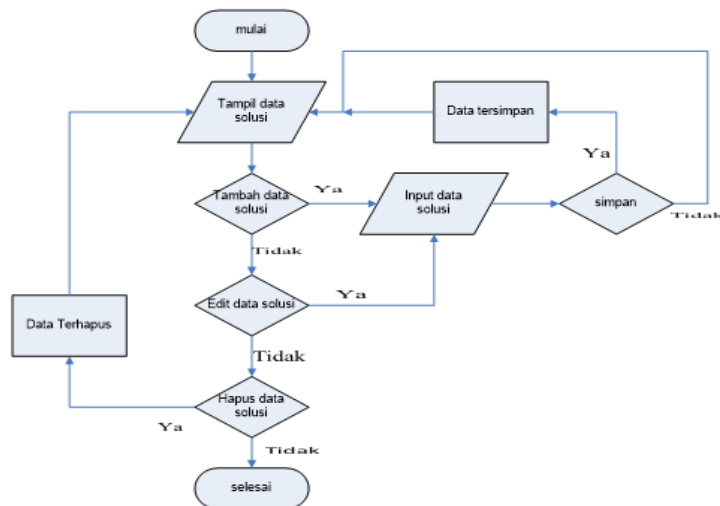 mulai
Tampil data
solusi
Data tersimpan
Ya
Tambah data
solusi
Ya
Input data
solusi
simpan
Tidak
Tidak
Edit data solusi
Ya
Data Terhapus
Tidak
Hapus data
solusi
Ya
Tidak
selesai